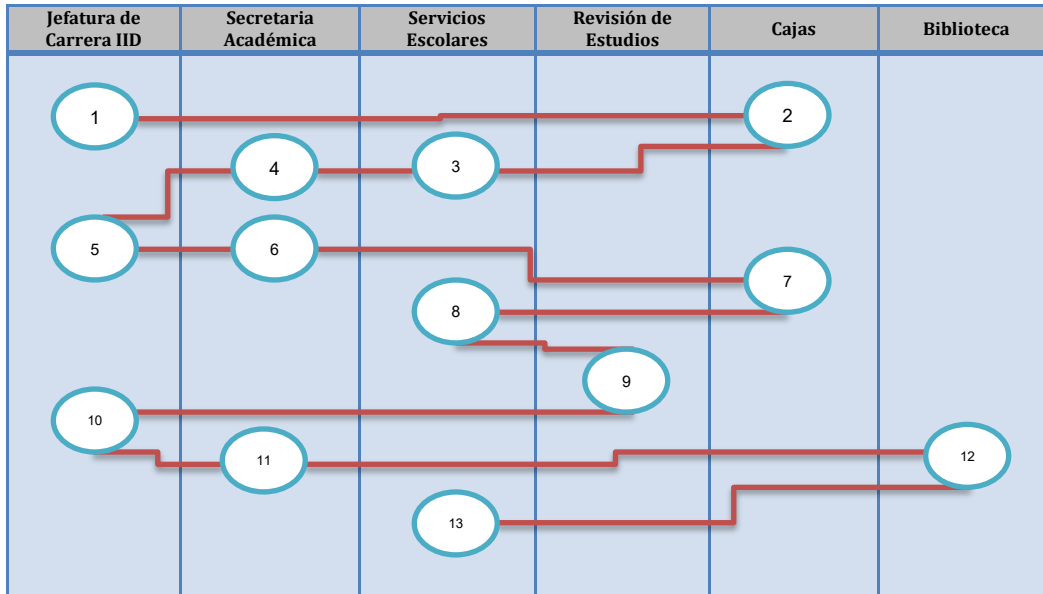 Jefatura de
Carrera IID
Secretaria
Académica
Servicios
Escolares
Revisión de
Estudios
Cajas
Biblioteca
1
2
3
4
5
6
7
8
9
10
11
12
13